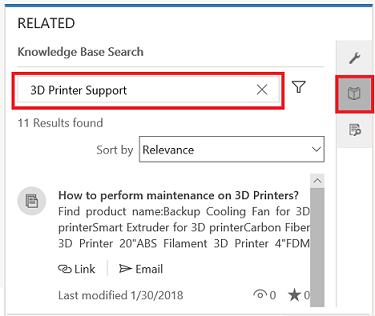 RELATED
Knowledge Base Search
3D Printer Support
11 Results found
Sort by Relevance
How to perform maintenance on 3D Printers?
Find product name:Backup Cooling Fan for 3D
printerSmart Extruder for 3D printerCarbon Fiber
3D Printer 20"ABS Filament 3D Printer 4"FDM
Link Email
Last modified 1/30/2018 0 0